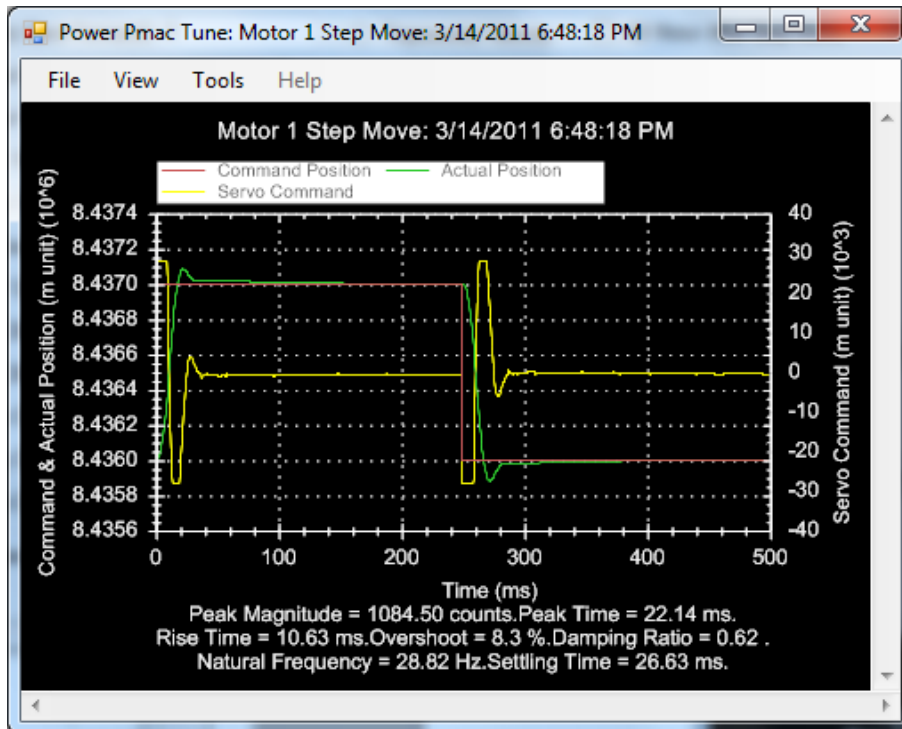 Power Pmac Tune: Motor 1 Step Move: 3/14/2011 6:48:18 PM
File View Tools Help
Motor 1 Step Move: 3/14/2011 6:48:18 PM
Command Position Actual Position
Servo Command
Command & Actual Position (m unit) (10^6)
8.4374
8.4372
8.4370
8.4368
8.4366
8.4364
8.4362
8.4360
8.4358
8.4356
40
30
20
10
0
-10
-20
-30
-40
Servo Command (m unit) (10^3)
0 100 200 300 400 500
Time (ms)
Peak Magnitude = 1084.50 counts.Peak Time = 22.14 ms.
Rise Time = 10.63 ms.Overshoot = 8.3 %.Damping Ratio = 0.62 .
Natural Frequency = 28.82 Hz.Settling Time = 26.63 ms.